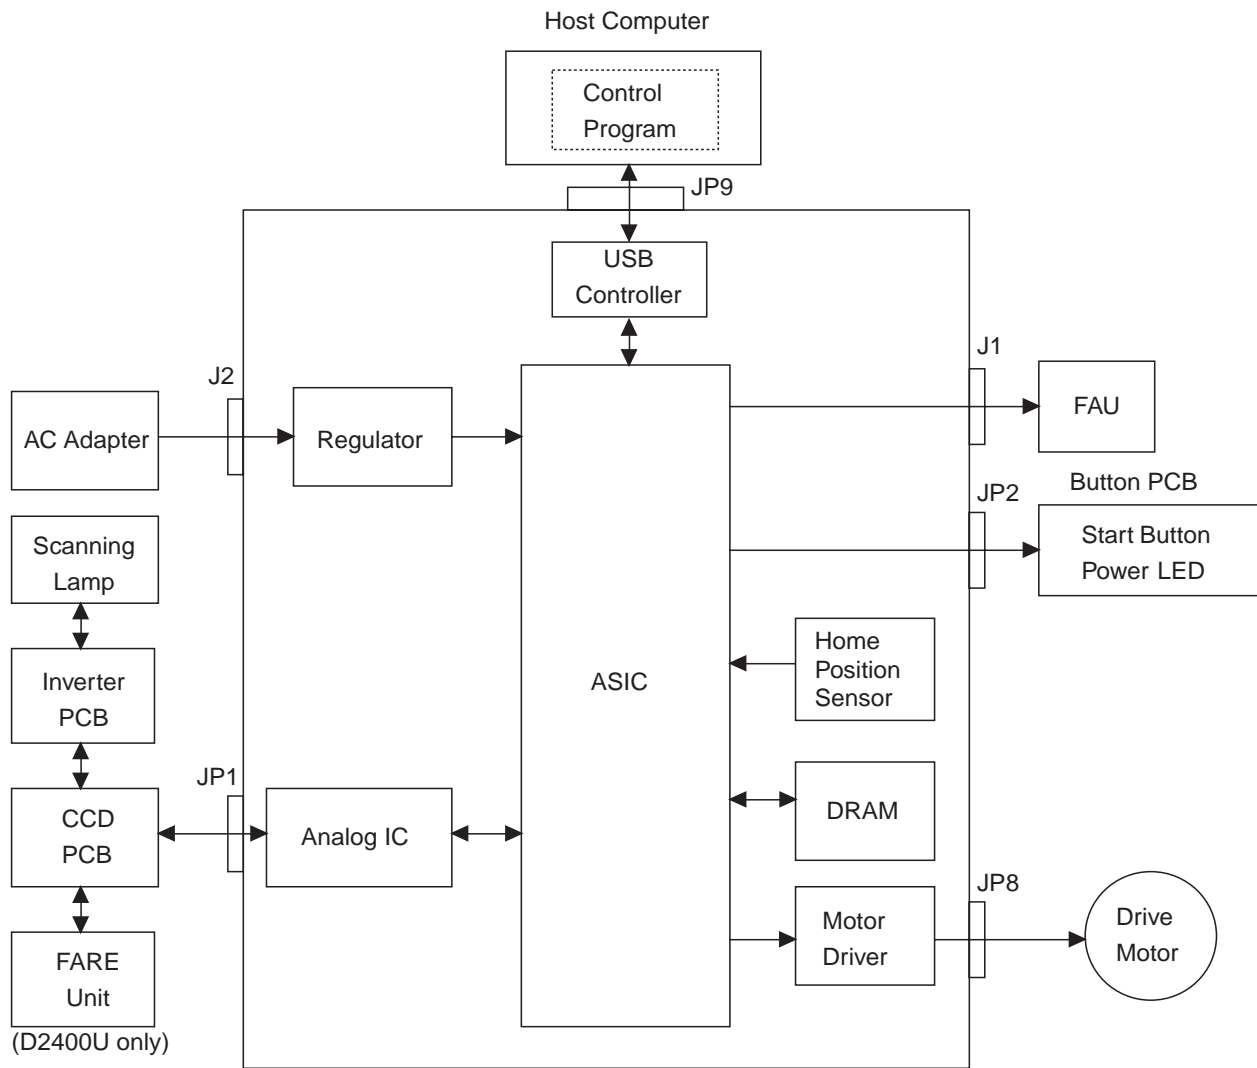 Host Computer
Control
Program
JP9
USB
Controller
J2
J1
AC Adapter
Regulator
FAU
JP2
Button PCB
Start Button
Power LED
Scanning
Lamp
Home
Position
Sensor
ASIC
Inverter
PCB
JP1
CCD
PCB
Analog IC
DRAM
JP8
Motor
Driver
Drive
Motor
FARE
Unit
(D2400U only)